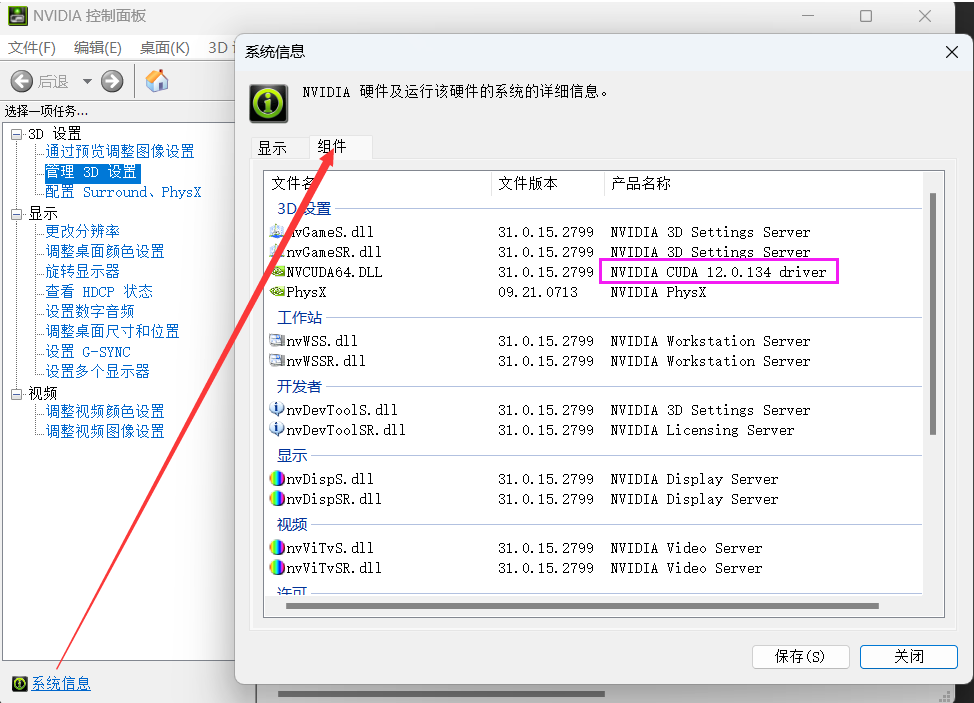 NVIDIA 控制面板
文件(F) 编辑(E) 桌面(K) 3D
后退
选择一项任务...
3D 设置
通过预览调整图像设置
管理 3D 设置
配置 Surround、PhysX
显示
更改分辨率
调整桌面颜色设置
旋转显示器
查看 HDCP 状态
设置数字音频
调整桌面尺寸和位置
设置 G-SYNC
设置多个显示器
视频
调整视频颜色设置
调整视频图像设置
系统信息
系统信息
NVIDIA 硬件及运行该硬件的系统的详细信息。
显示 组件
文件名 文件版本 产品名称
3D 设置
nvGameS.dll 31.0.15.2799 NVIDIA 3D Settings Server
nvGameSR.dll 31.0.15.2799 NVIDIA 3D Settings Server
NVCUDA64.DLL 31.0.15.2799 NVIDIA CUDA 12.0.134 driver
PhysX 09.21.0713 NVIDIA PhysX
工作站
nvWSS.dll 31.0.15.2799 NVIDIA Workstation Server
nvWSSR.dll 31.0.15.2799 NVIDIA Workstation Server
开发者
nvDevToolS.dll 31.0.15.2799 NVIDIA 3D Settings Server
nvDevToolSR.dll 31.0.15.2799 NVIDIA Licensing Server
显示
nvDispS.dll 31.0.15.2799 NVIDIA Display Server
nvDispSR.dll 31.0.15.2799 NVIDIA Display Server
视频
nvViTvS.dll 31.0.15.2799 NVIDIA Video Server
nvViTvSR.dll 31.0.15.2799 NVIDIA Video Server
许可
保存(S) 关闭